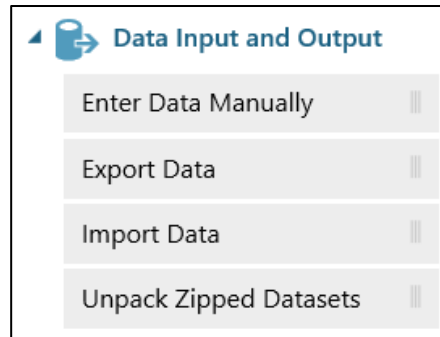 Data Input and Output
Enter Data Manually
Export Data
Import Data
Unpack Zipped Datasets